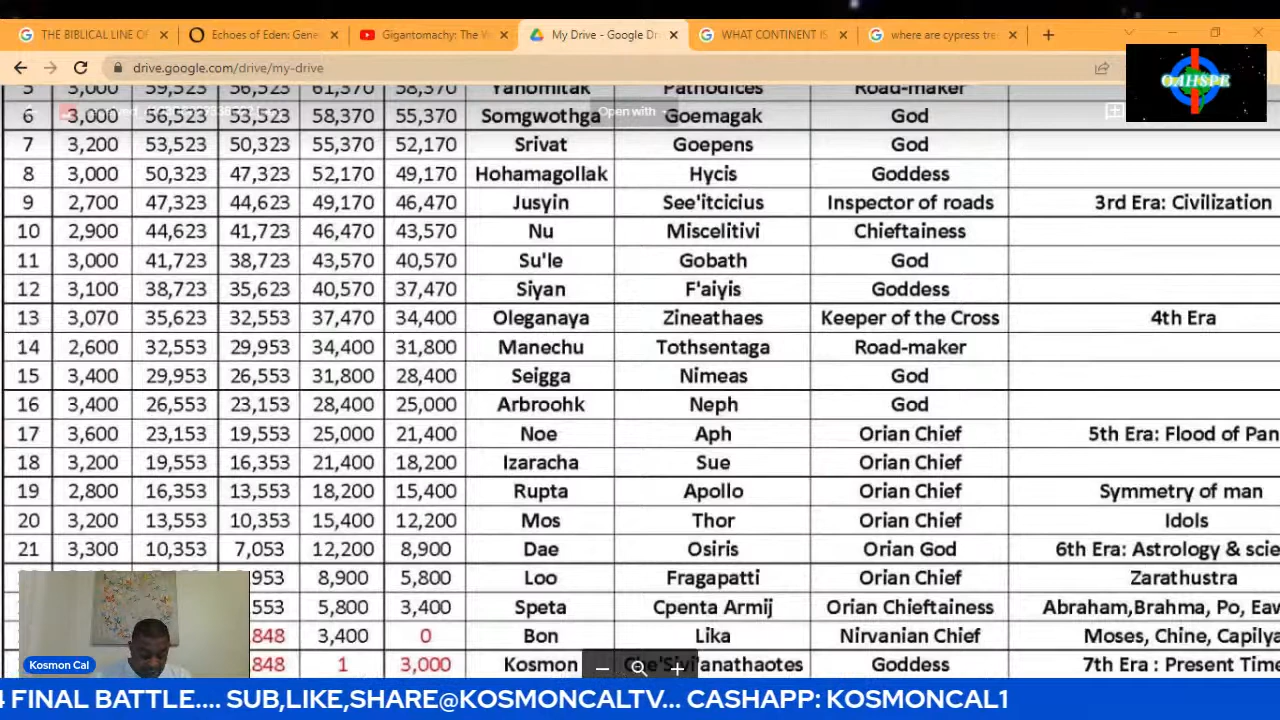 THE BIBLICAL LINE OF
Echoes of Eden: Gene
Gigantomachy: The W
My Drive - Google Dr
WHAT CONTINENT IS
where are cypress tre
drive.google.com/drive/my-drive
OAHSPE
Open with
5 3,000 59,523 56,523 61,370 58,370 Yahomitak Pathodices Road-maker
6 3,000 56,523 53,523 58,370 55,370 Somgwothga Goemagak God
7 3,200 53,523 50,323 55,370 52,170 Srivat Goepens God
8 3,000 50,323 47,323 52,170 49,170 Hohamagollak Hycis Goddess
9 2,700 47,323 44,623 49,170 46,470 Jusyin See'itcicius Inspector of roads 3rd Era: Civilization
10 2,900 44,623 41,723 46,470 43,570 Nu Miscelitivi Chieftainess
11 3,000 41,723 38,723 43,570 40,570 Su'le Gobath God
12 3,100 38,723 35,623 40,570 37,470 Siyan F'aiyis Goddess
13 3,070 35,623 32,553 37,470 34,400 Oleganaya Zineathaes Keeper of the Cross 4th Era
14 2,600 32,553 29,953 34,400 31,800 Manechu Tothsentaga Road-maker
15 3,400 29,953 26,553 31,800 28,400 Seigga Nimeas God
16 3,400 26,553 23,153 28,400 25,000 Arbroohk Neph God
17 3,600 23,153 19,553 25,000 21,400 Noe Aph Orian Chief 5th Era: Flood of Pan
18 3,200 19,553 16,353 21,400 18,200 Izaracha Sue Orian Chief
19 2,800 16,353 13,553 18,200 15,400 Rupta Apollo Orian Chief Symmetry of man
20 3,200 13,553 10,353 15,400 12,200 Mos Thor Orian Chief Idols
21 3,300 10,353 7,053 12,200 8,900 Dae Osiris Orian God 6th Era: Astrology & scie
953 8,900 5,800 Loo Fragapatti Orian Chief Zarathustra
553 5,800 3,400 Speta Cpenta Armij Orian Chieftainess Abraham,Brahma, Po, Eaw
848 3,400 0 Bon Lika Nirvanian Chief Moses, Chine, Capilya
848 1 3,000 Kosmon Che'Sivi'anathaotes Goddess 7th Era : Present Time
Kosmon Cal
4 FINAL BATTLE.... SUB,LIKE,SHARE@KOSMONCALTV... CASHAPP: KOSMONCAL1